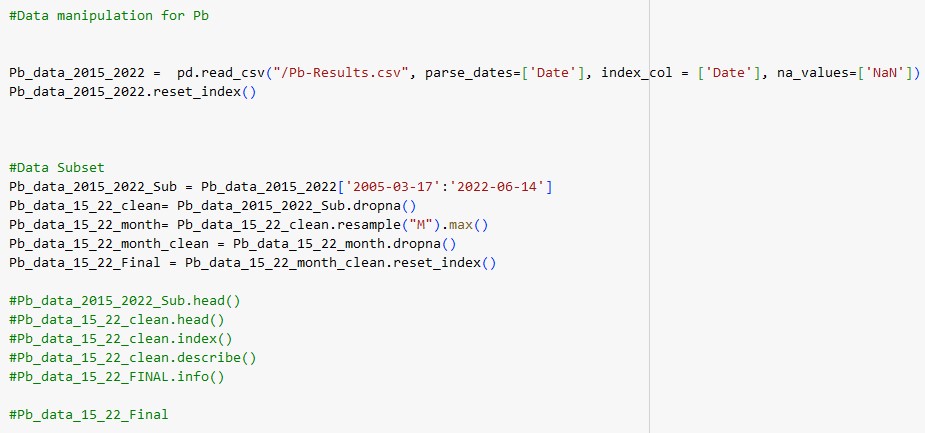 #Data manipulation for Pb
Pb_data_2015_2022 =  pd.read_csv("/Pb-Results.csv", parse_dates=['Date'], index_col = ['Date'], na_values=['NaN'])
Pb_data_2015_2022.reset_index()
#Data Subset
Pb_data_2015_2022_Sub = Pb_data_2015_2022['2005-03-17':'2022-06-14']
Pb_data_15_22_clean= Pb_data_2015_2022_Sub.dropna()
Pb_data_15_22_month= Pb_data_15_22_clean.resample("M").max()
Pb_data_15_22_month_clean = Pb_data_15_22_month.dropna()
Pb_data_15_22_Final = Pb_data_15_22_month_clean.reset_index()
#Pb_data_2015_2022_Sub.head()
#Pb_data_15_22_clean.head()
#Pb_data_15_22_clean.index()
#Pb_data_15_22_clean.describe()
#Pb_data_15_22_FINAL.info()
#Pb_data_15_22_Final